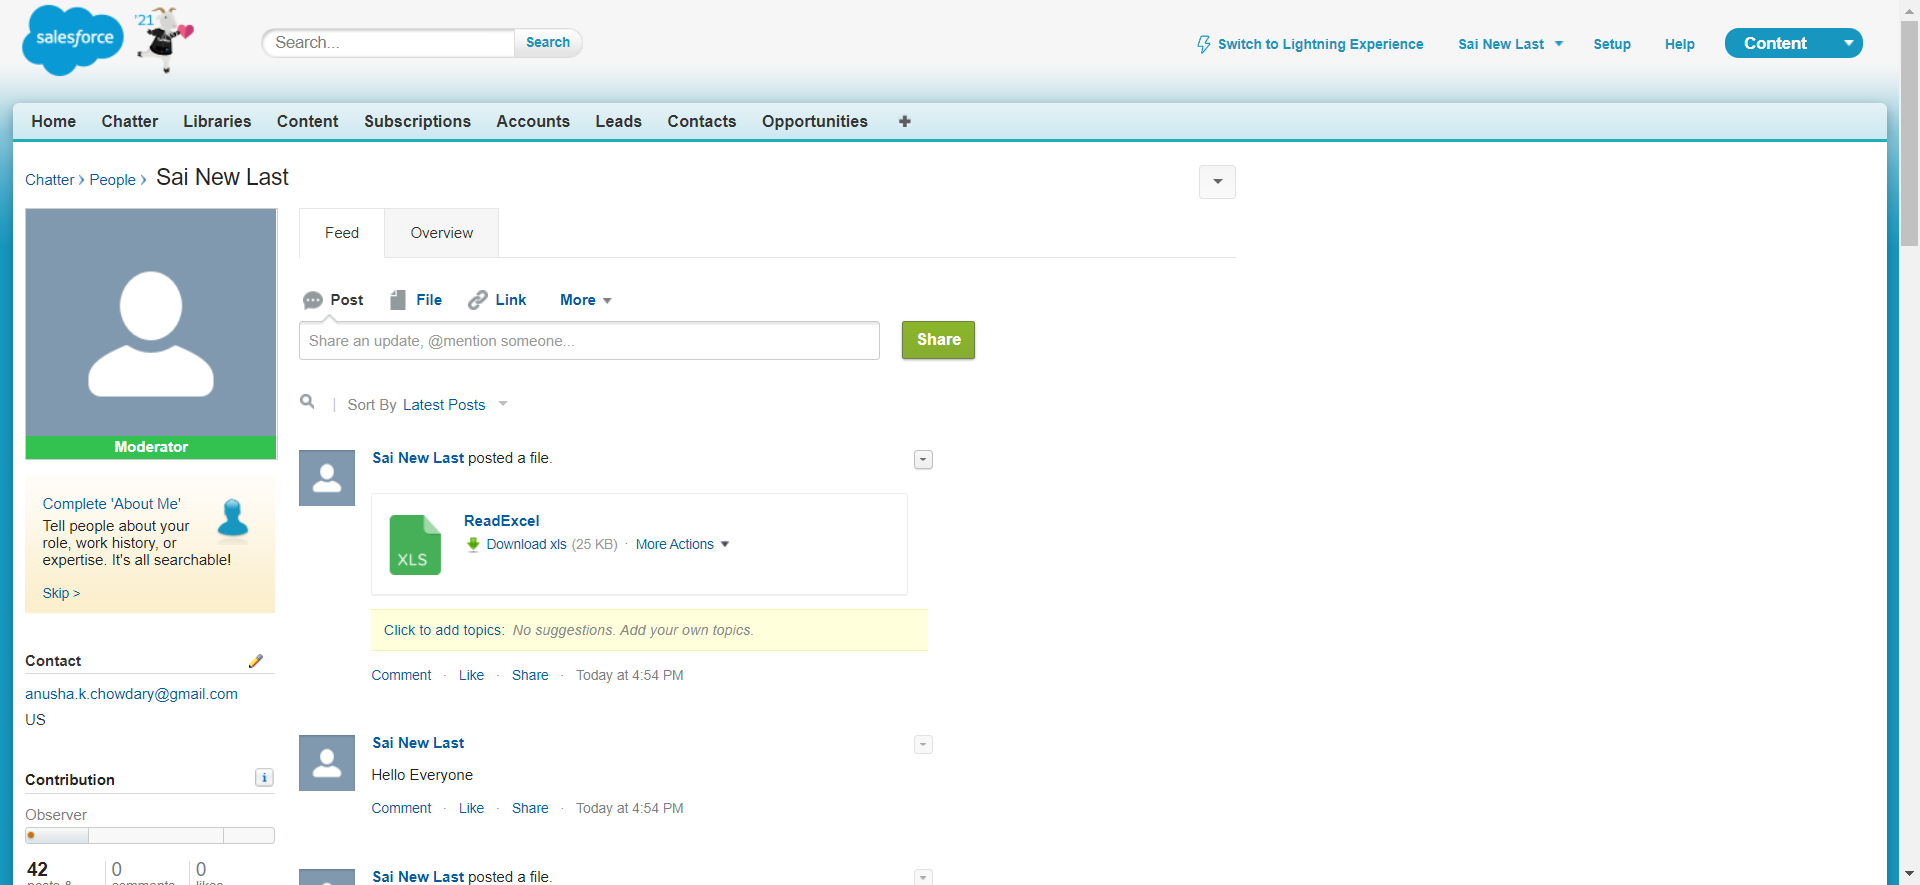 salesforce
'21
Search...
Search
Switch to Lightning Experience
Sai New Last
Setup
Help
Content
Home
Chatter
Libraries
Content
Subscriptions
Accounts
Leads
Contacts
Opportunities
Chatter › People › Sai New Last
Moderator
Complete 'About Me'
Tell people about your
role, work history, or
expertise. It's all searchable!
Skip >
Contact
anusha.k.chowdary@gmail.com
US
Contribution
Observer
42
0
0
posts &
comments
likes
Feed
Overview
Post
File
Link
More
Share an update, @mention someone...
Share
| Sort By Latest Posts
Sai New Last posted a file.
XLS
ReadExcel
Download xls (25 KB) · More Actions
Click to add topics: No suggestions. Add your own topics.
Comment · Like · Share · Today at 4:54 PM
Sai New Last
Hello Everyone
Comment · Like · Share · Today at 4:54 PM
Sai New Last posted a file.